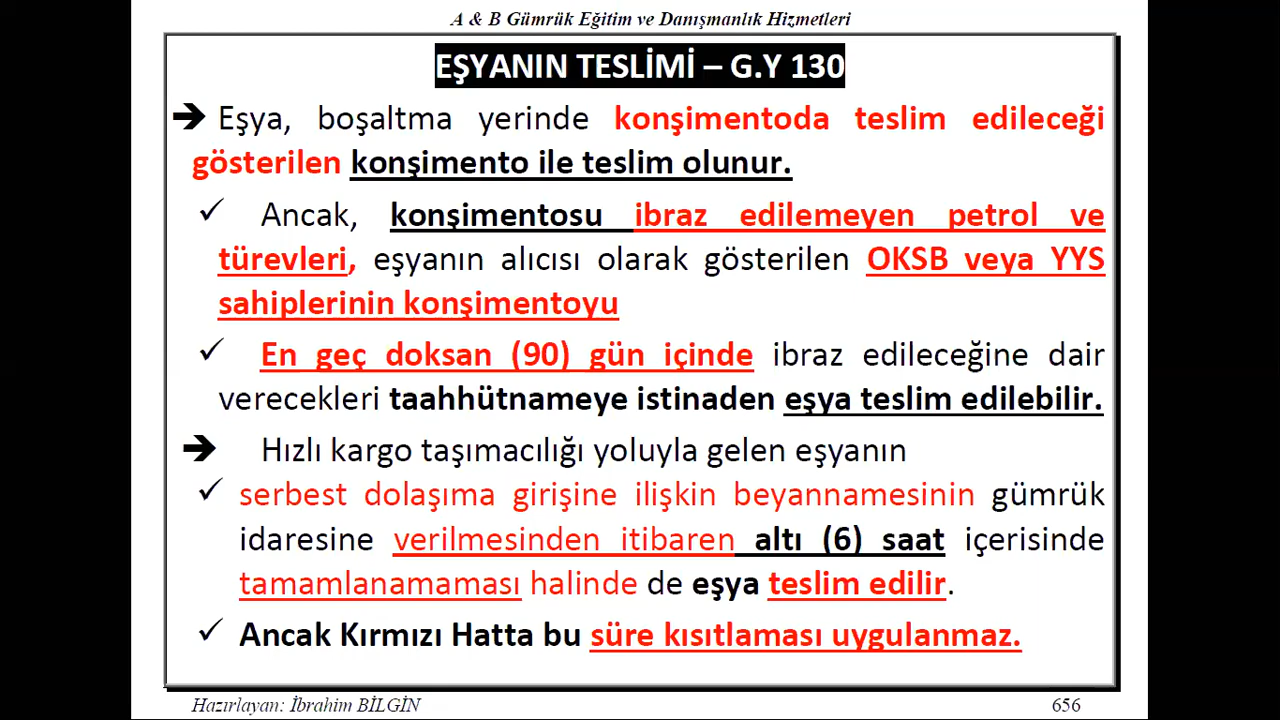 A & B Gümrük Eğitim ve Danışmanlık Hizmetleri
EŞYANIN TESLİMİ – G.Y 130
➔ Eşya, boşaltma yerinde konşimentoda teslim edileceği
gösterilen konşimento ile teslim olunur.
✓ Ancak, konşimentosu ibraz edilemeyen petrol ve
türevleri, eşyanın alıcısı olarak gösterilen OKSB veya YYS
sahiplerinin konşimentoyu
✓ En geç doksan (90) gün içinde ibraz edileceğine dair
verecekleri taahhütnameye istinaden eşya teslim edilebilir.
➔ Hızlı kargo taşımacılığı yoluyla gelen eşyanın
✓ serbest dolaşıma girişine ilişkin beyannamesinin gümrük
idaresine verilmesinden itibaren altı (6) saat içerisinde
tamamlanamaması halinde de eşya teslim edilir.
✓ Ancak Kırmızı Hatta bu süre kısıtlaması uygulanmaz.
Hazırlayan: İbrahim BİLGİN 656